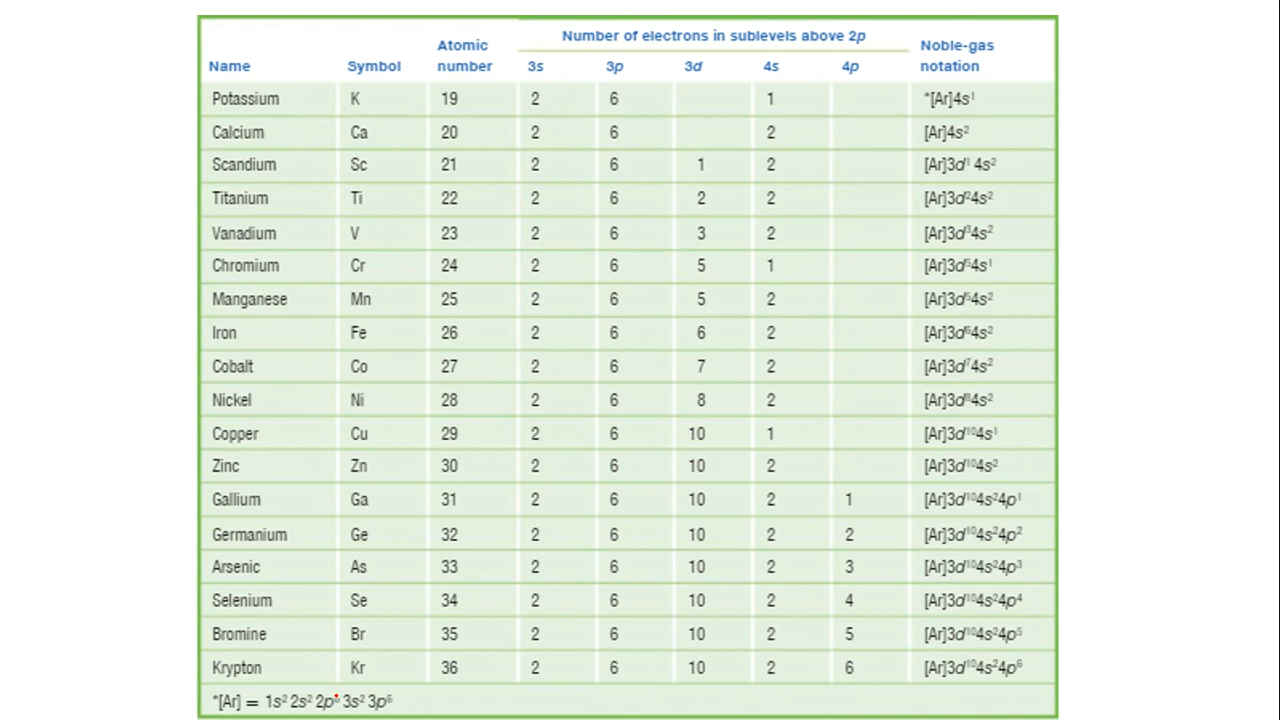 Number of electrons in sublevels above 2p
Name Symbol Atomic number 3s 3p 3d 4s 4p Noble-gas notation
Potassium K 19 2 6 1 *[Ar]4s¹
Calcium Ca 20 2 6 2 [Ar]4s²
Scandium Sc 21 2 6 1 2 [Ar]3d¹ 4s²
Titanium Ti 22 2 6 2 2 [Ar]3d²4s²
Vanadium V 23 2 6 3 2 [Ar]3d³4s²
Chromium Cr 24 2 6 5 1 [Ar]3d⁵4s¹
Manganese Mn 25 2 6 5 2 [Ar]3d⁵4s²
Iron Fe 26 2 6 6 2 [Ar]3d⁶4s²
Cobalt Co 27 2 6 7 2 [Ar]3d⁷4s²
Nickel Ni 28 2 6 8 2 [Ar]3d⁸4s²
Copper Cu 29 2 6 10 1 [Ar]3d¹⁰4s¹
Zinc Zn 30 2 6 10 2 [Ar]3d¹⁰4s²
Gallium Ga 31 2 6 10 2 1 [Ar]3d¹⁰4s²4p¹
Germanium Ge 32 2 6 10 2 2 [Ar]3d¹⁰4s²4p²
Arsenic As 33 2 6 10 2 3 [Ar]3d¹⁰4s²4p³
Selenium Se 34 2 6 10 2 4 [Ar]3d¹⁰4s²4p⁴
Bromine Br 35 2 6 10 2 5 [Ar]3d¹⁰4s²4p⁵
Krypton Kr 36 2 6 10 2 6 [Ar]3d¹⁰4s²4p⁶
*[Ar] = 1s² 2s² 2p⁶ 3s² 3p⁶